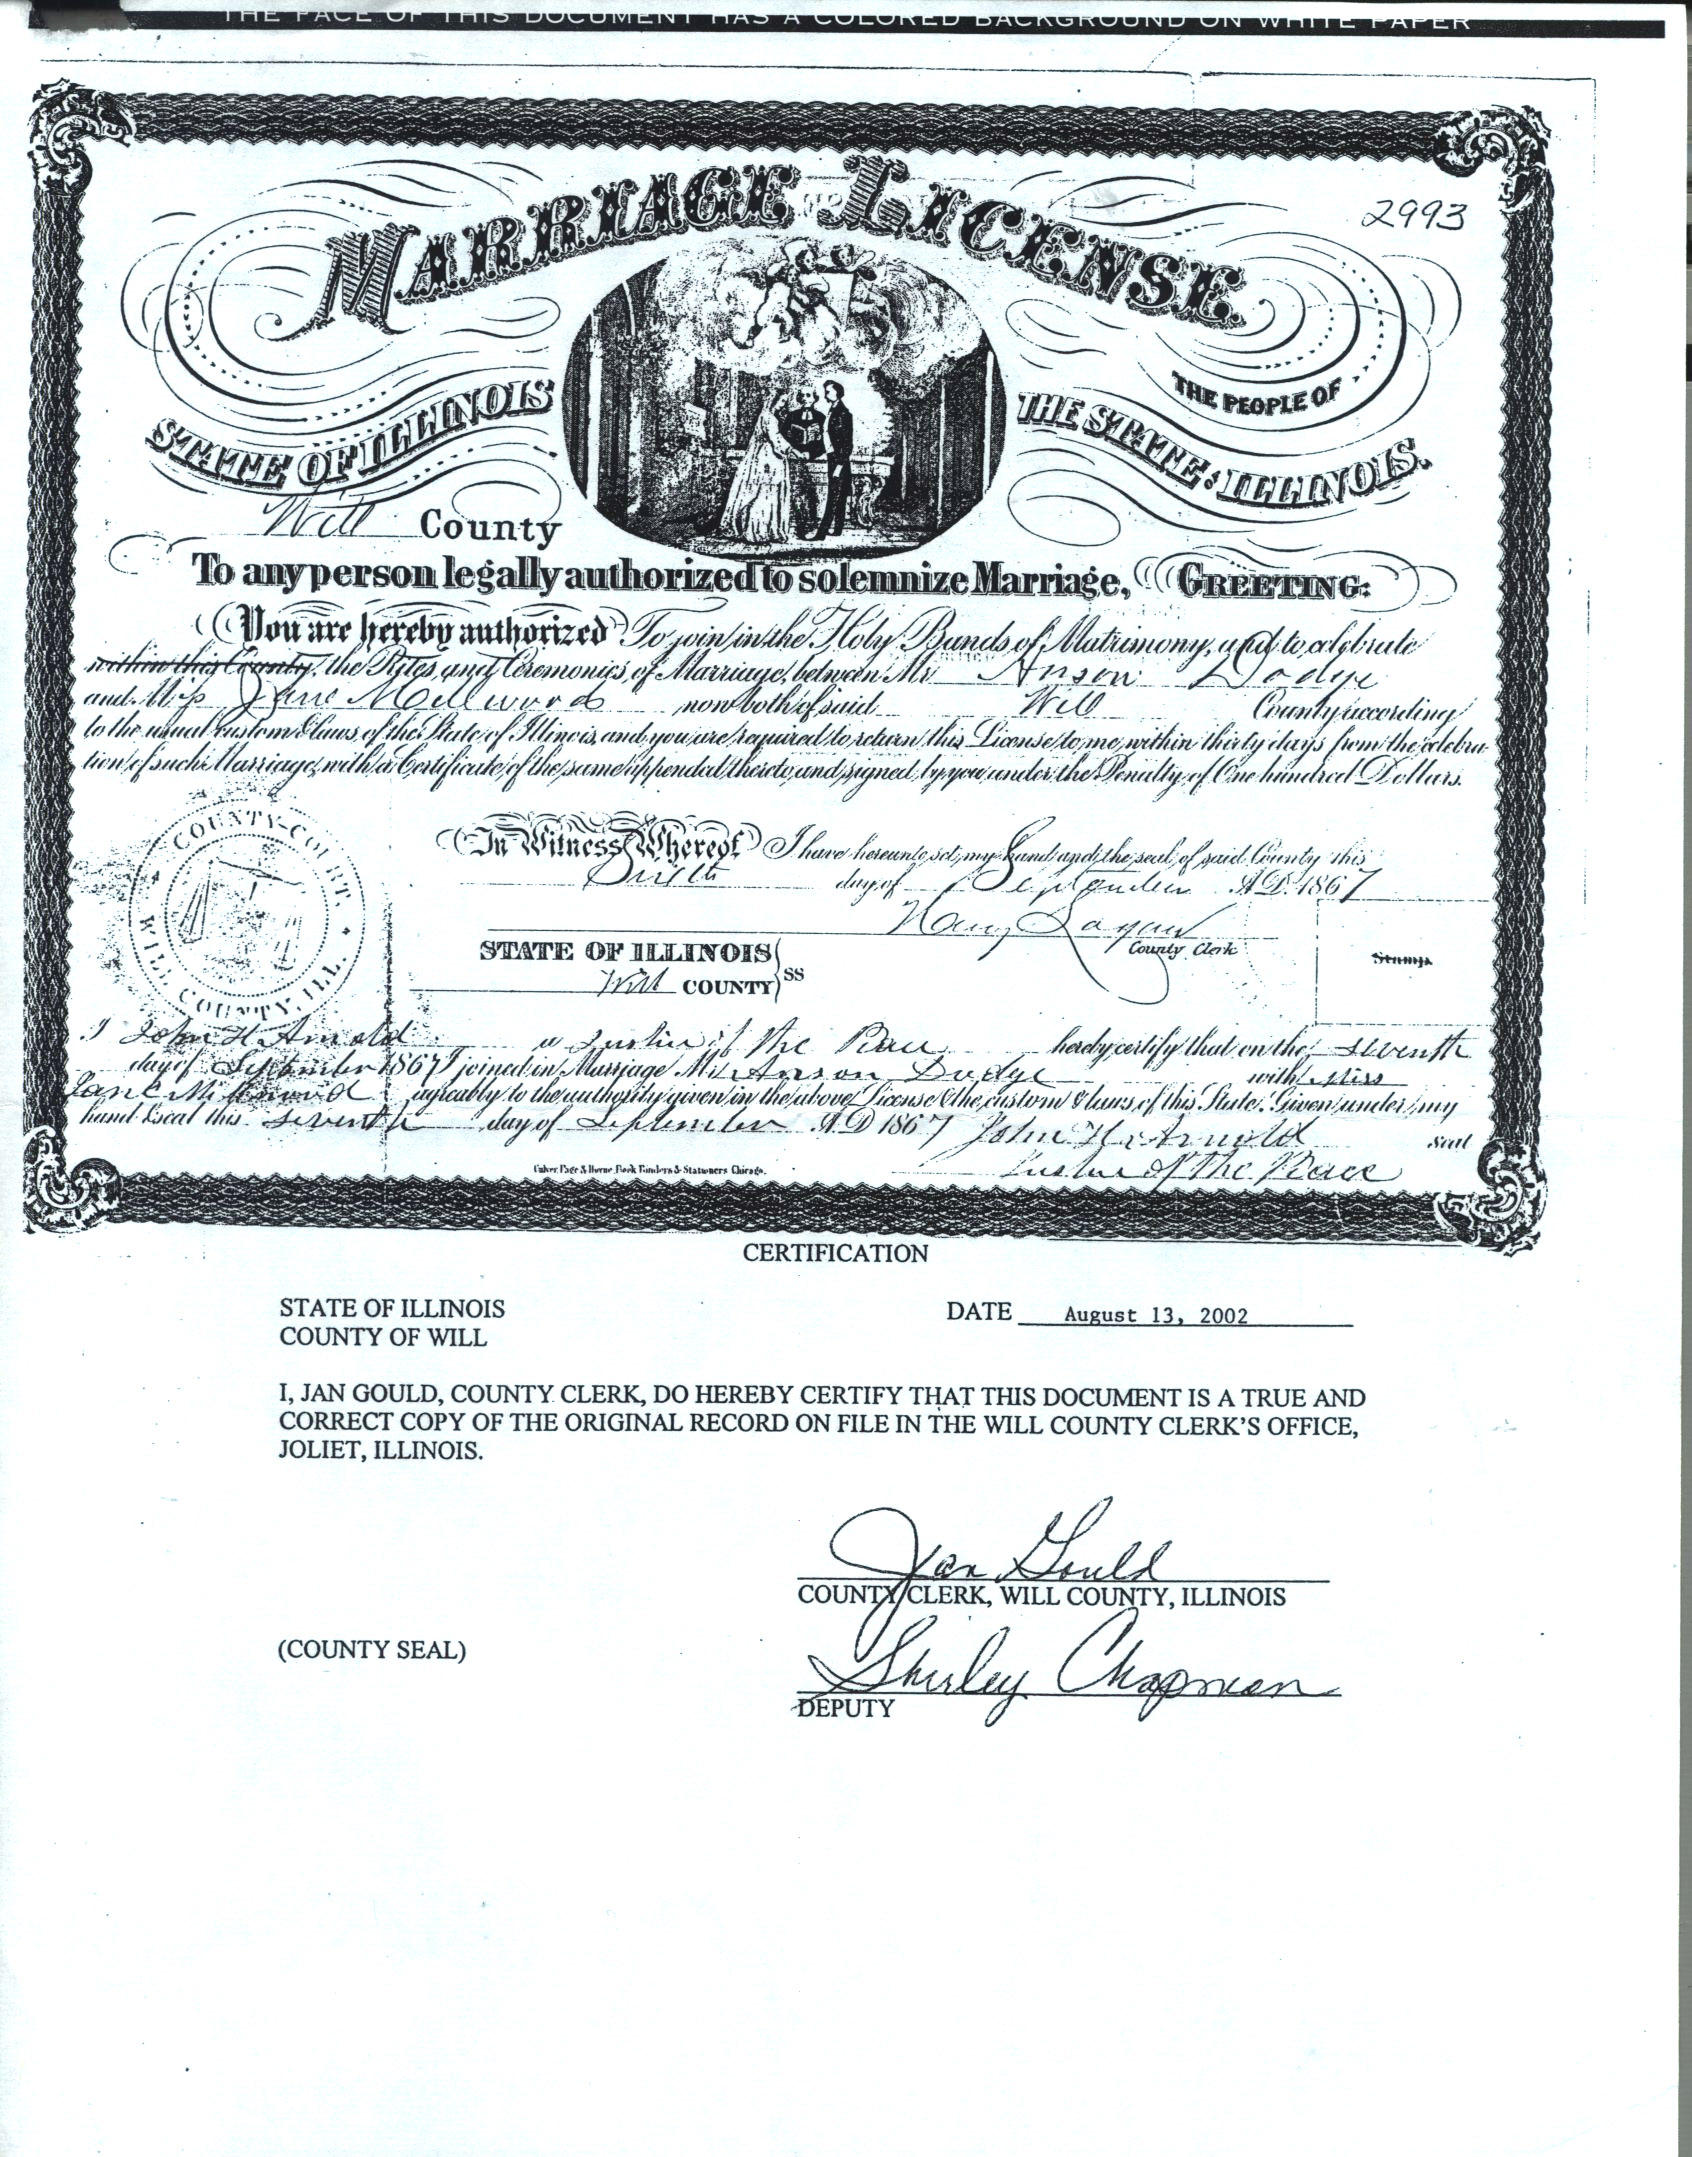 THE FACE OF THIS DOCUMENT HAS A COLORED BACKGROUND ON WHITE PAPER
2993
MARRIAGE LICENSE
STATE OF ILLINOIS
THE PEOPLE OF
THE STATE OF ILLINOIS.
Will County
To any person legally authorized to solemnize Marriage, GREETING:
You are hereby authorized To join in the Holy Bands of Matrimony, and to celebrate
within this County, the Rites and Ceremonies, of Marriage, between Mr Anson Dodge
and Miss Jane now both of said Will County according
to the usual custom & laws of the State of Illinois, and you are required to return this License to me, within thirty days from the celebra-
tion of such Marriage, with a Certificate of the same appended thereto, and signed by you under the Penalty of One hundred Dollars.
COUNTY COURT
WILL COUNTY, ILL.
In Witness Whereof I have hereunto set my hand and the seal of said County this
day of September A.D. 1867
County Clerk
STATE OF ILLINOIS
Will COUNTY SS
Stamp.
I John H Arnold a Justice of the Peace hereby certify that on the seventh
day of September 1867 I joined in Marriage Mr Anson Dodge with Miss
Jane agreeably to the authority given in the above License & the custom & laws of this State. Given under my
hand & seal this seventh day of September A D 1867 John H Arnold Seal
Justice of the Peace
Culver, Page & Hoyne, Book Binders & Stationers Chicago.
CERTIFICATION
STATE OF ILLINOIS
COUNTY OF WILL
DATE August 13, 2002
I, JAN GOULD, COUNTY CLERK, DO HEREBY CERTIFY THAT THIS DOCUMENT IS A TRUE AND
CORRECT COPY OF THE ORIGINAL RECORD ON FILE IN THE WILL COUNTY CLERK'S OFFICE,
JOLIET, ILLINOIS.
Jan Gould
COUNTY CLERK, WILL COUNTY, ILLINOIS
(COUNTY SEAL)
Shirley Chapman
DEPUTY